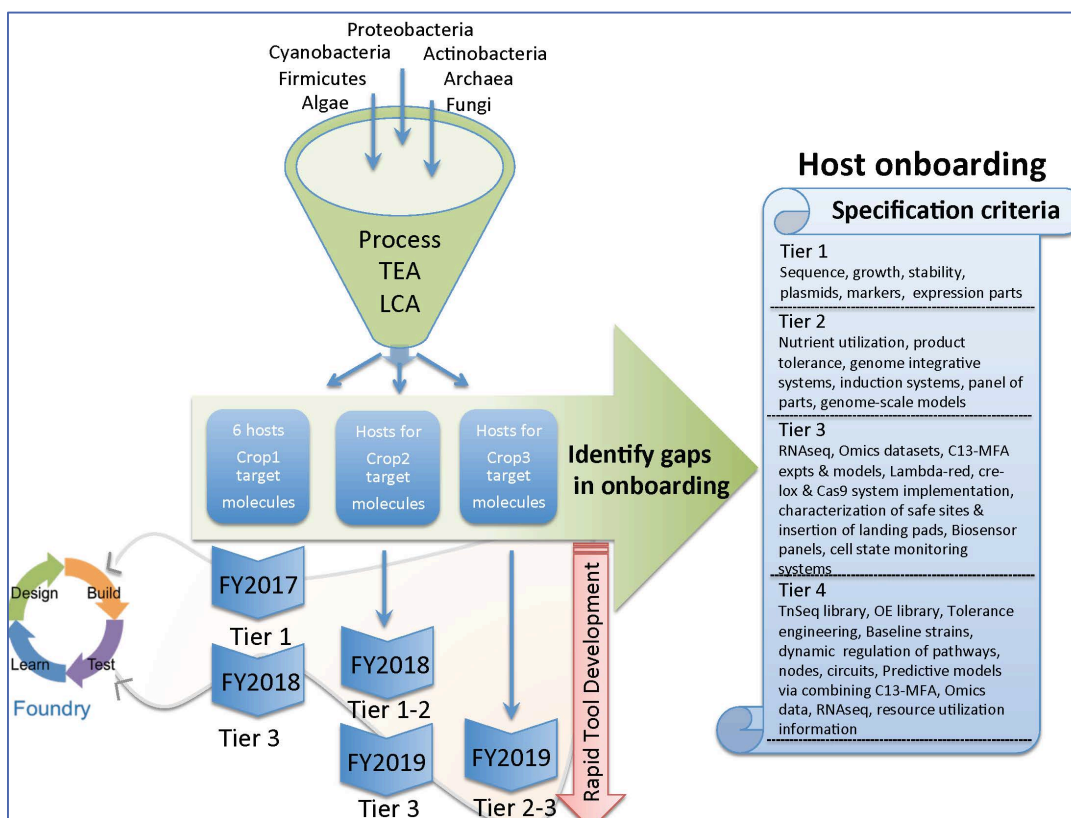 Proteobacteria
Cyanobacteria
Actinobacteria
Firmicutes
Archaea
Algae
Fungi
Process
TEA
LCA
6 hosts
Crop1
target
molecules
Hosts for
Crop2
target
molecules
Hosts for
Crop3
target
molecules
Identify gaps
in onboarding
Design
Build
Learn
Test
Foundry
FY2017
Tier 1
FY2018
Tier 3
FY2018
Tier 1-2
FY2019
Tier 3
FY2019
Tier 2-3
Rapid Tool Development
Host onboarding
Specification criteria
Tier 1
Sequence, growth, stability,
plasmids, markers, expression parts
Tier 2
Nutrient utilization, product
tolerance, genome integrative
systems, induction systems, panel of
parts, genome-scale models
Tier 3
RNAseq, Omics datasets, C13-MFA
expts & models, Lambda-red, cre-
lox & Cas9 system implementation,
characterization of safe sites &
insertion of landing pads, Biosensor
panels, cell state monitoring
systems
Tier 4
TnSeq library, OE library, Tolerance
engineering, Baseline strains,
dynamic regulation of pathways,
nodes, circuits, Predictive models
via combining C13-MFA, Omics
data, RNAseq, resource utilization
information